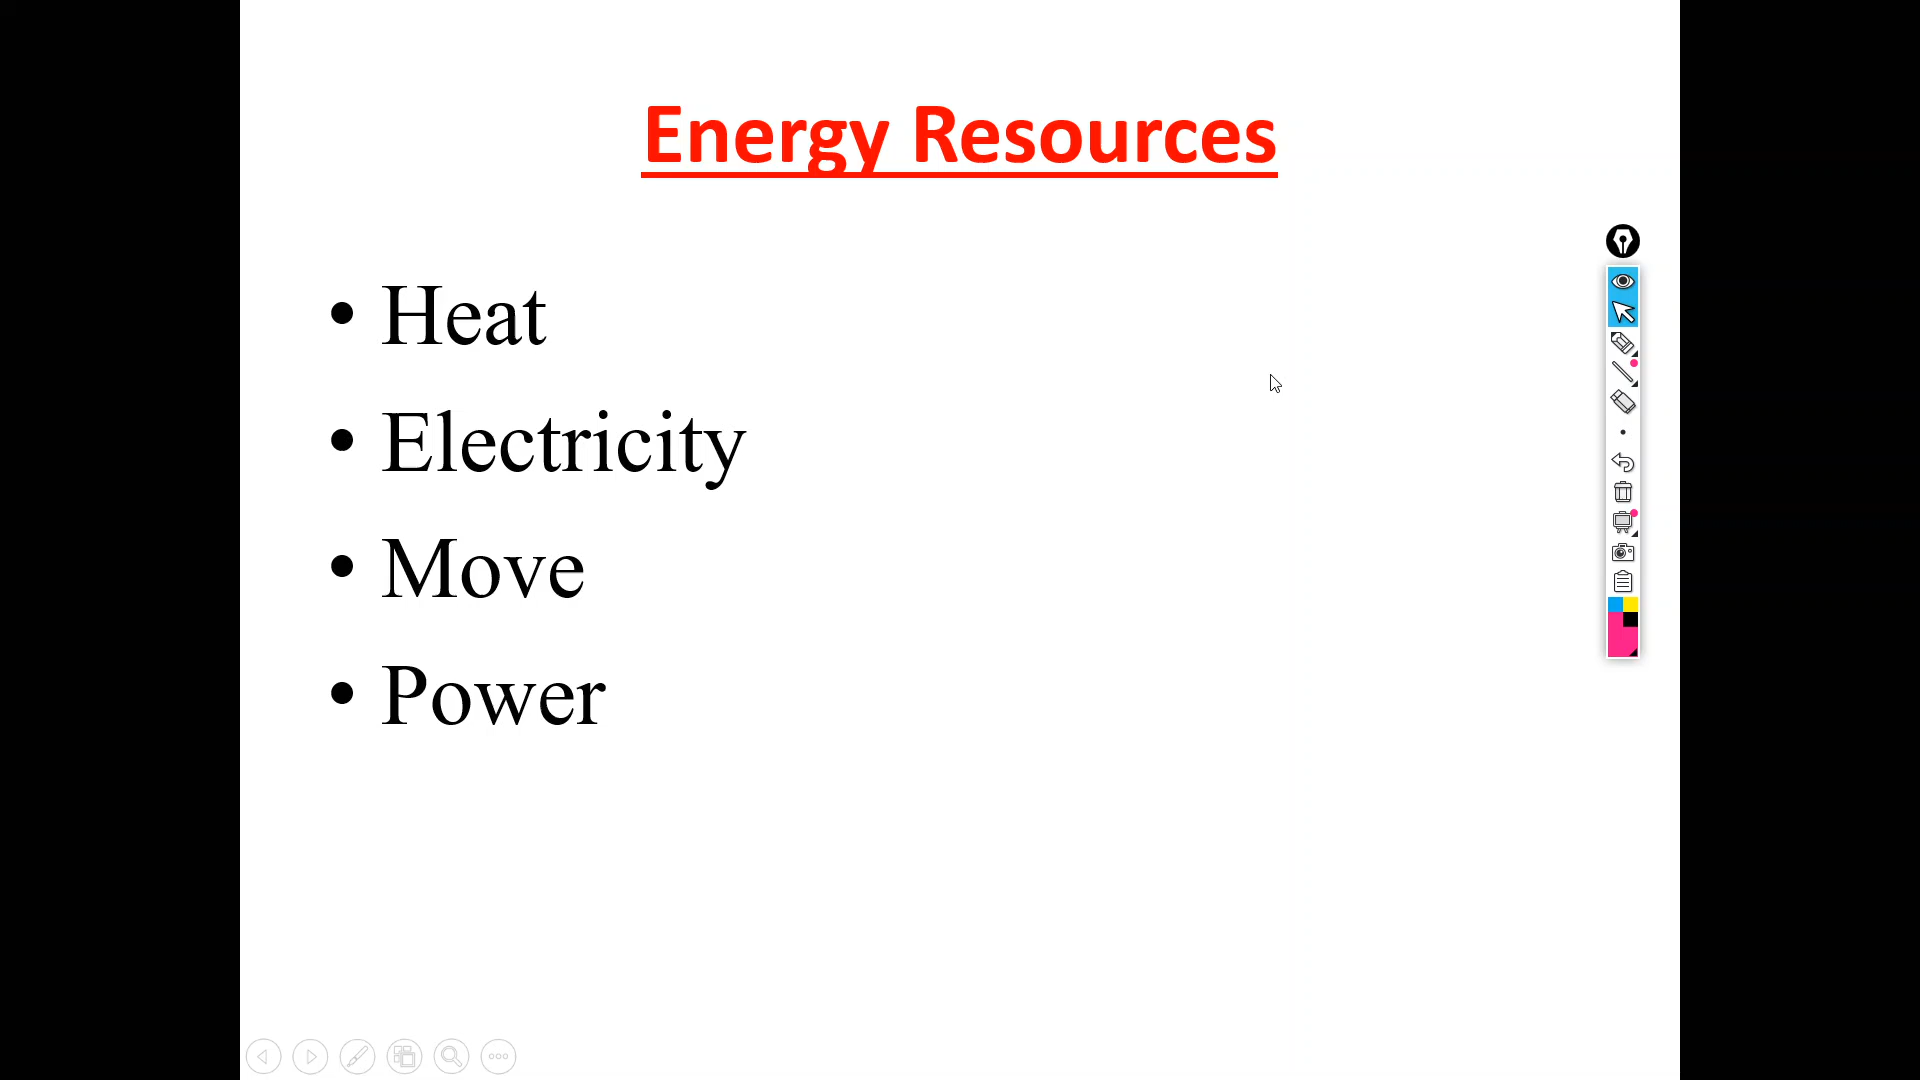 Energy Resources
• Heat
• Electricity
• Move
• Power